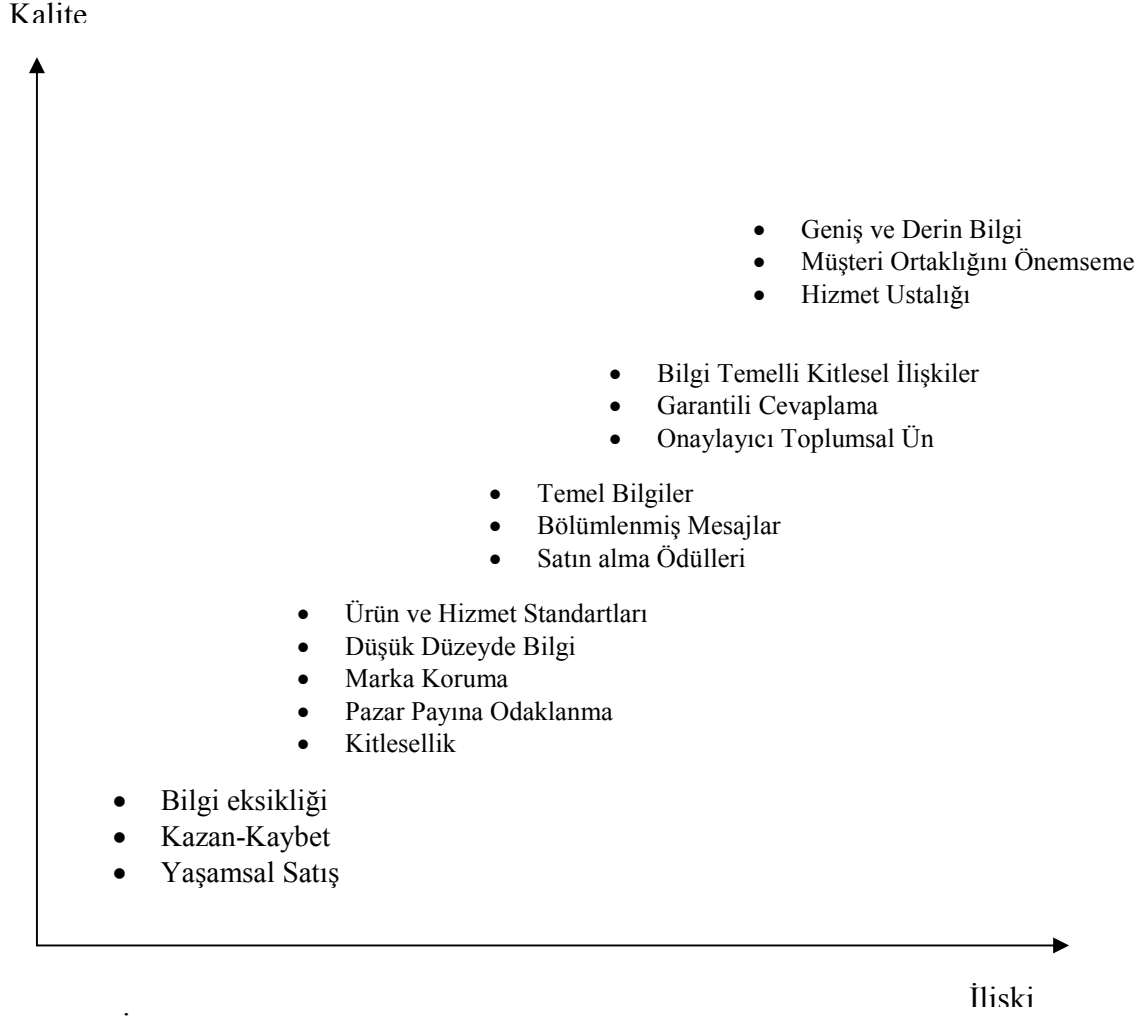 Kalite
• Geniş ve Derin Bilgi
• Müşteri Ortaklığını Önemseme
• Hizmet Ustalığı
• Bilgi Temelli Kitlesel İlişkiler
• Garantili Cevaplama
• Onaylayıcı Toplumsal Ün
• Temel Bilgiler
• Bölümlenmiş Mesajlar
• Satın alma Ödülleri
• Ürün ve Hizmet Standartları
• Düşük Düzeyde Bilgi
• Marka Koruma
• Pazar Payına Odaklanma
• Kitlesellik
• Bilgi eksikliği
• Kazan-Kaybet
• Yaşamsal Satış
İlişki